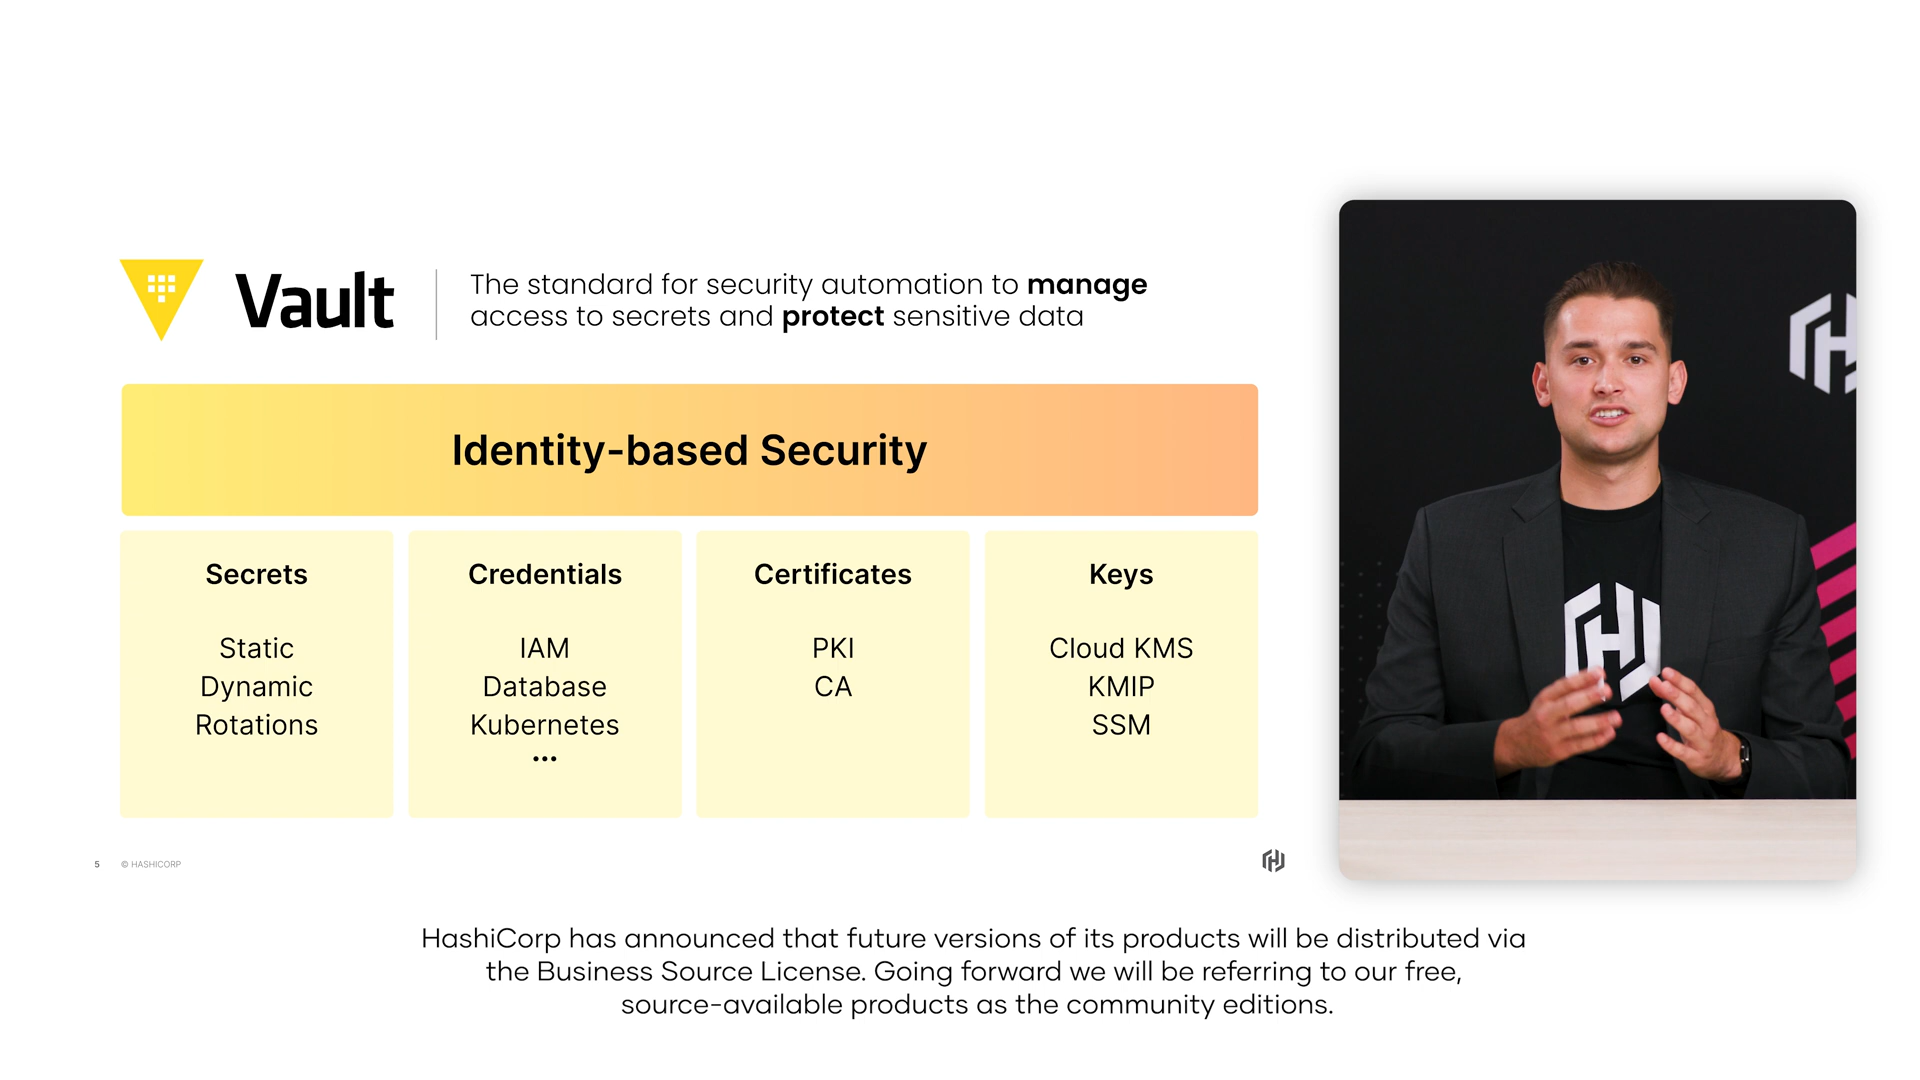 Vault
The standard for security automation to manage
access to secrets and protect sensitive data
Identity-based Security
Secrets
Static
Dynamic
Rotations
Credentials
IAM
Database
Kubernetes
...
Certificates
PKI
CA
Keys
Cloud KMS
KMIP
SSM
5 © HASHICORP
HashiCorp has announced that future versions of its products will be distributed via
the Business Source License. Going forward we will be referring to our free,
source-available products as the community editions.